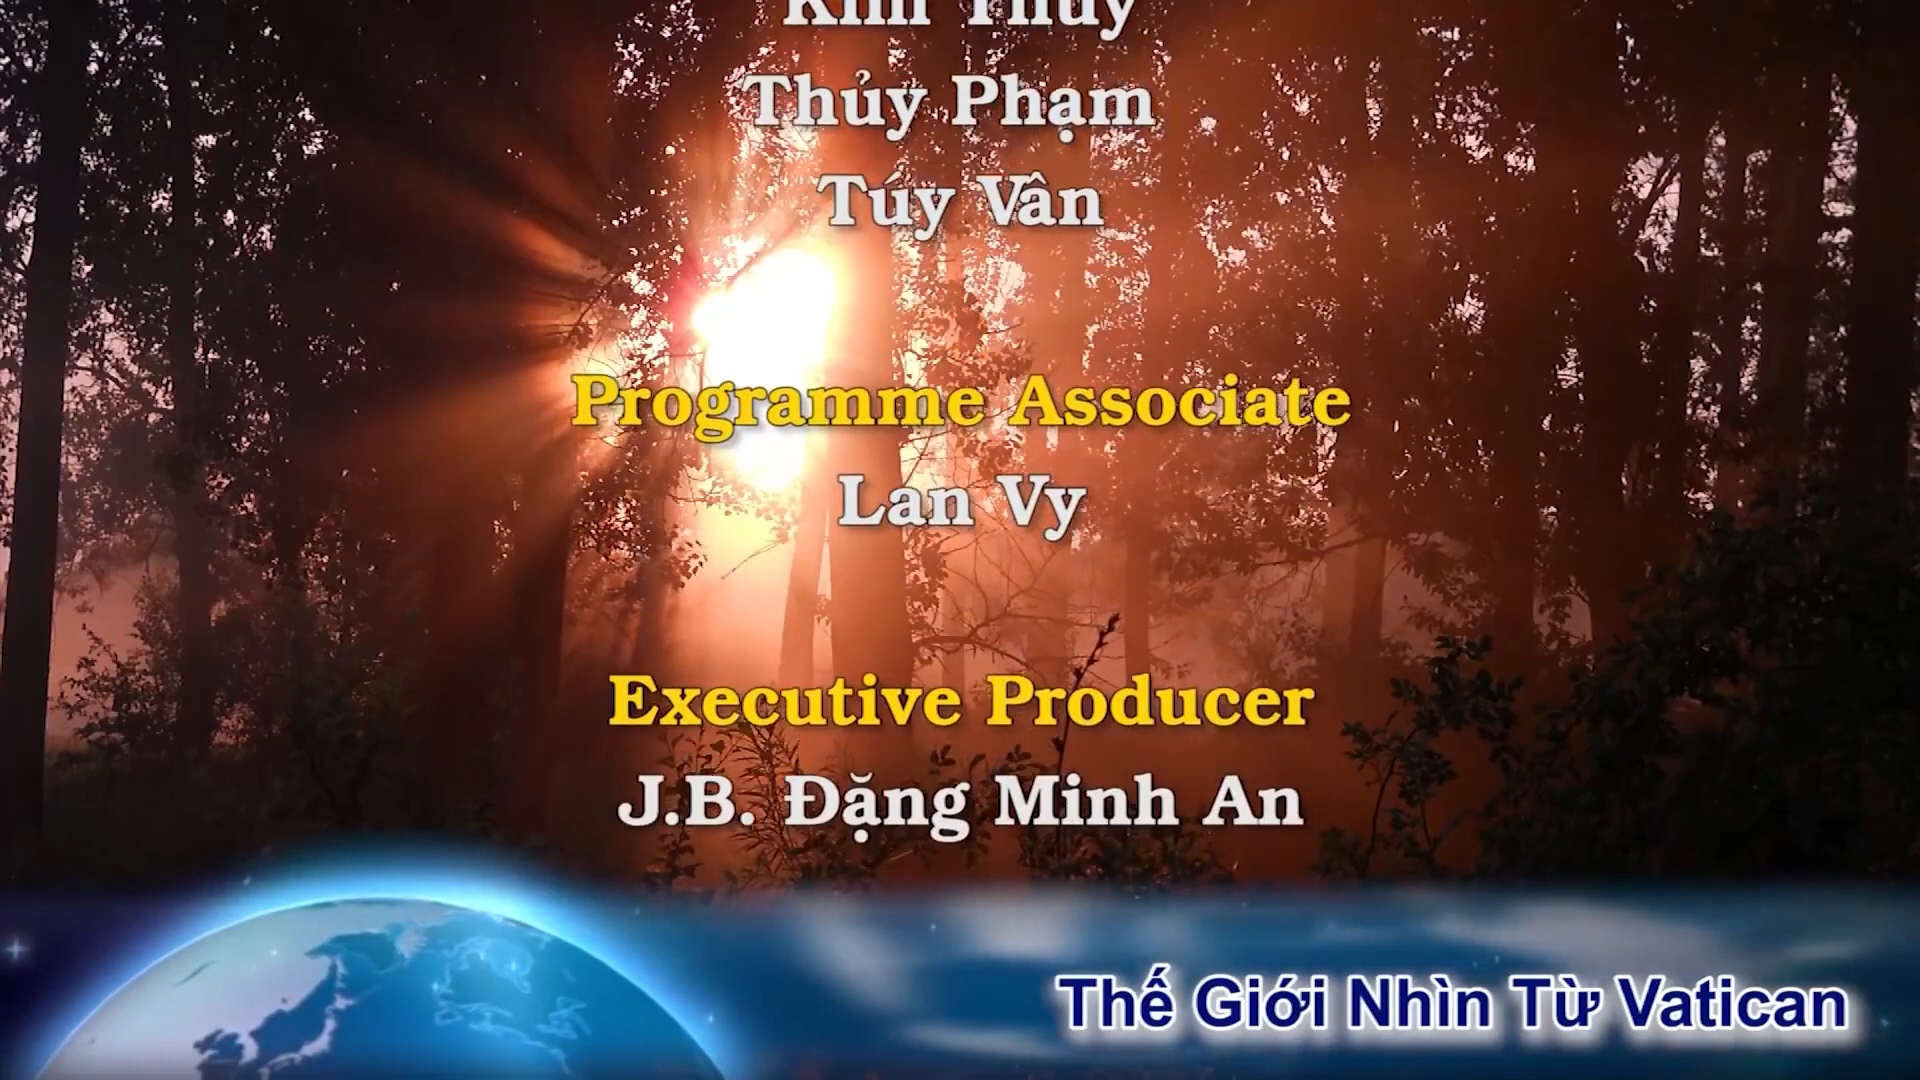 Thủy Phạm
Túy Vân
Programme Associate
Lan Vy
Executive Producer
J.B. Đặng Minh An
Thế Giới Nhìn Từ Vatican